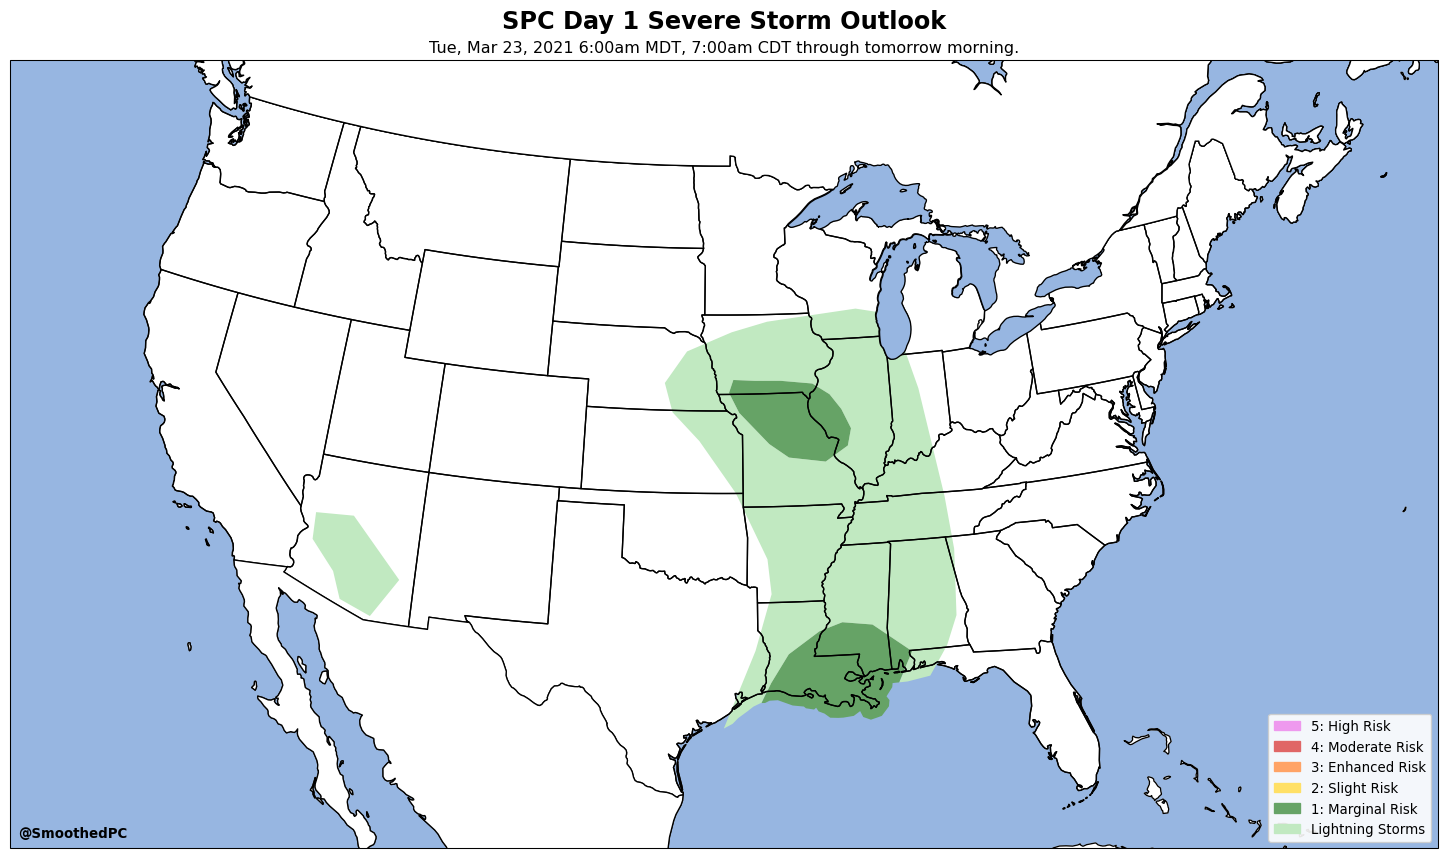 SPC Day 1 Severe Storm Outlook
Tue, Mar 23, 2021 6:00am MDT, 7:00am CDT through tomorrow morning.
5: High Risk
4: Moderate Risk
3: Enhanced Risk
2: Slight Risk
1: Marginal Risk
Lightning Storms
@SmoothedPC